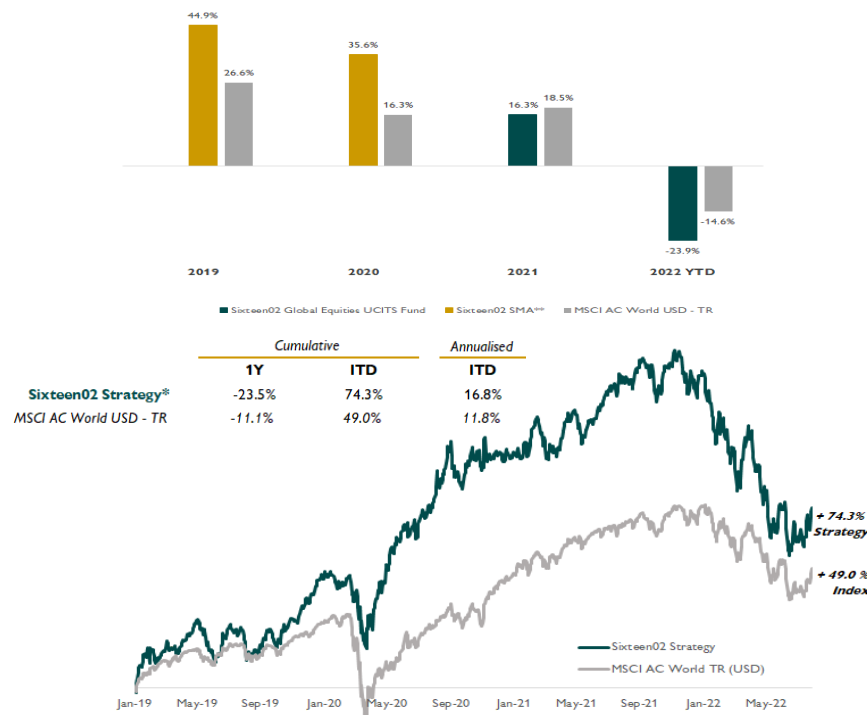 44.9%
35.6%
26.6%
16.3%
16.3%
18.5%
-14.6%
-23.9%
2019 2020 2021 2022 YTD
Sixteen02 Global Equities UCITS Fund Sixteen02 SMA** MSCI AC World USD - TR
Cumulative Annualised
1Y ITD ITD
Sixteen02 Strategy* -23.5% 74.3% 16.8%
MSCI AC World USD - TR -11.1% 49.0% 11.8%
+ 74.3%
Strategy
+ 49.0 %
Index
Sixteen02 Strategy
MSCI AC World TR (USD)
Jan-19 May-19 Sep-19 Jan-20 May-20 Sep-20 Jan-21 May-21 Sep-21 Jan-22 May-22